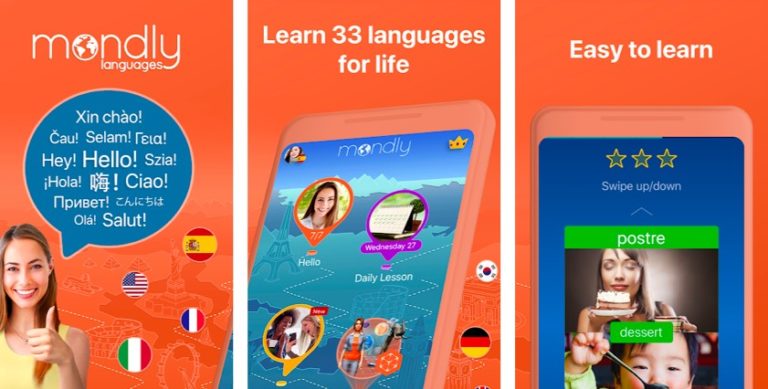 mondly
languages
Xin chào!
Čau! Selam! Γεια!
Hey! Hello! Szia!
¡Hola! 嗨! Ciao!
Привет! こんにちは
Olá! Salut!
Learn 33 languages
for life
mondly
7/7
Hello
Wednesday 27
Daily Lesson
New
Easy to learn
Swipe up/down
postre
dessert